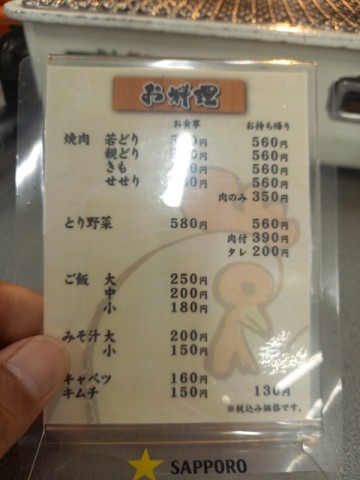 お料理
お食事 お持ち帰り
焼肉 若どり 560円
親どり 560円
きも 560円
せせり 560円
肉のみ 350円
とり野菜 580円 560円
肉付 390円
タレ 200円
ご飯 大 250円
中 200円
小 180円
みそ汁 大 200円
小 150円
キャベツ 160円
キムチ 150円 130円
※税込み価格です。
SAPPORO